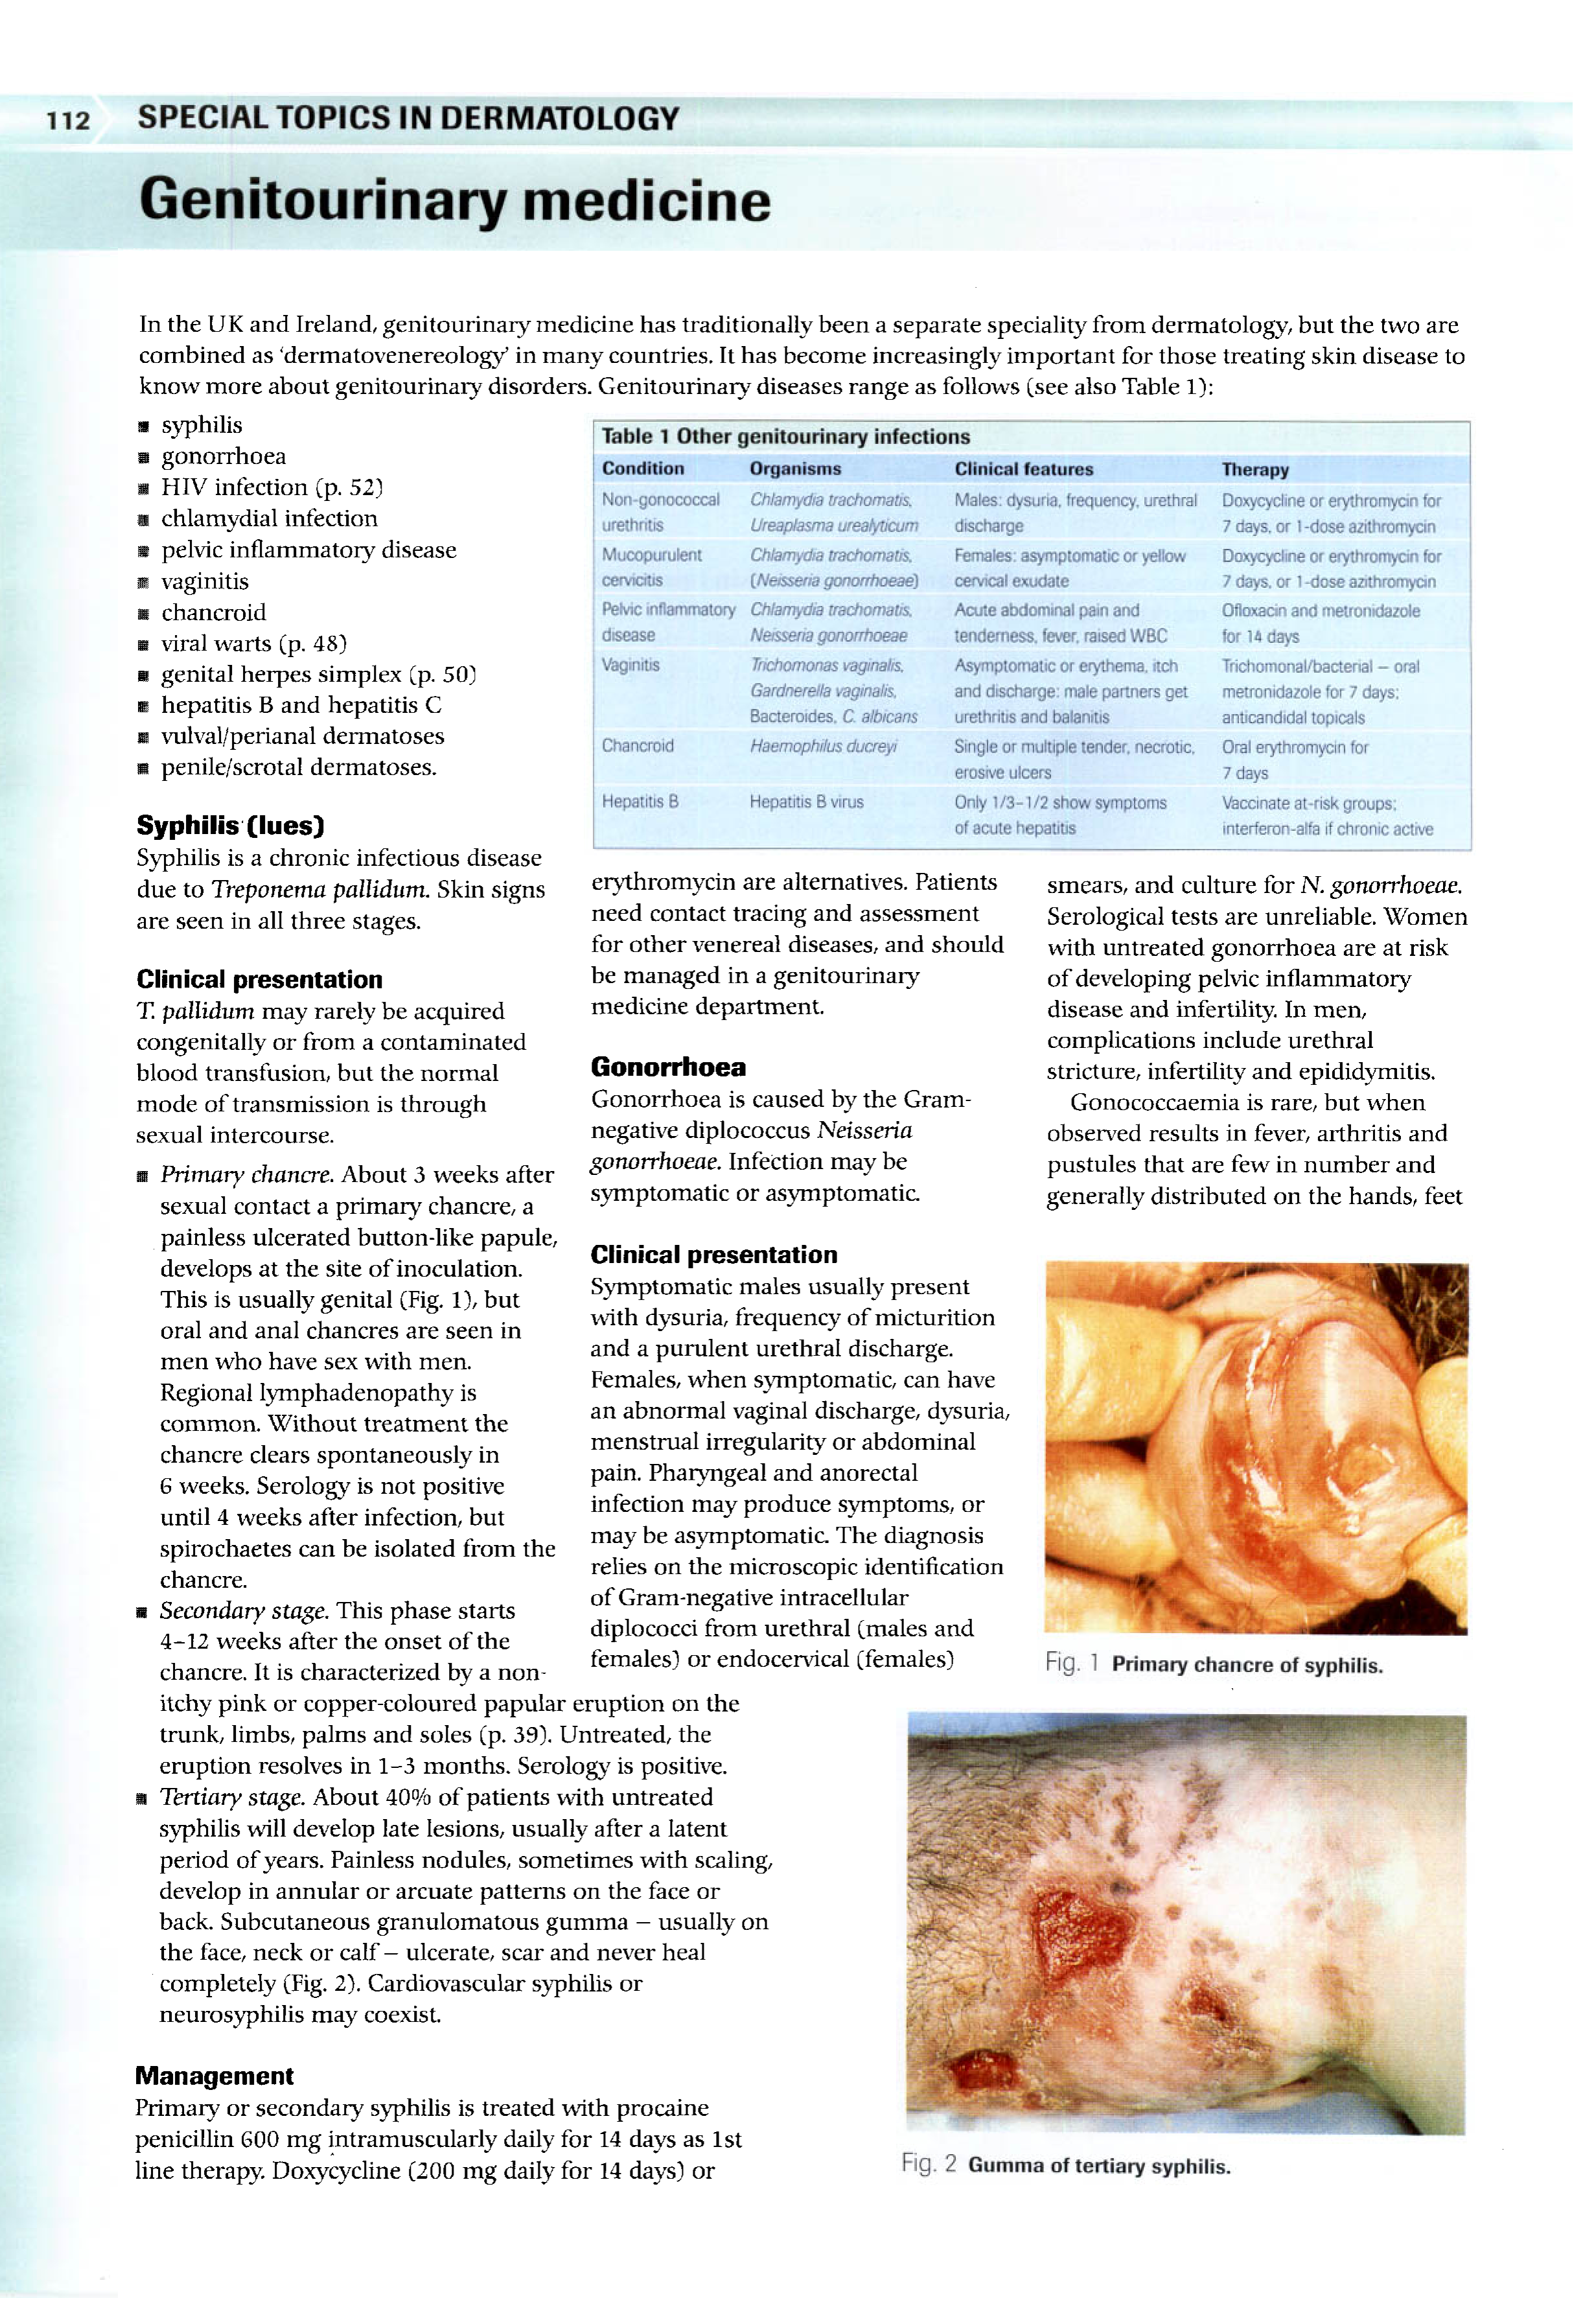 112
SPECIAL TOPICS IN DERMATOLOGY
Genitourinary medicine
In the UK and Ireland, genitourinary medicine has traditionally been a separate speciality from dermatology, but the two are
combined as ‘dermatovenereology’ in many countries. It has become increasingly important for those treating skin disease to
know more about genitourinary disorders. Genitourinary diseases range as follows (see also Table 1):
■ syphilis
■ gonorrhoea
■ HIV infection (p. 52)
■ chlamydial infection
■ pelvic inflammatory disease
■ vaginitis
■ chancroid
■ viral warts (p. 48)
■ genital herpes simplex (p. 50)
■ hepatitis B and hepatitis C
■ vulval/perianal dermatoses
■ penile/scrotal dermatoses.
Syphilis (lues)
Syphilis is a chronic infectious disease
due to Treponema pallidum. Skin signs
are seen in all three stages.
Clinical presentation
T. pallidum may rarely be acquired
congenitally or from a contaminated
blood transfusion, but the normal
mode of transmission is through
sexual intercourse.
■ Primary chancre. About 3 weeks after
sexual contact a primary chancre, a
painless ulcerated button-like papule,
develops at the site of inoculation.
This is usually genital (Fig. 1), but
oral and anal chancres are seen in
men who have sex with men.
Regional lymphadenopathy is
common. Without treatment the
chancre clears spontaneously in
6 weeks. Serology is not positive
until 4 weeks after infection, but
spirochaetes can be isolated from the
chancre.
■ Secondary stage. This phase starts
4–12 weeks after the onset of the
chancre. It is characterized by a non-
itchy pink or copper-coloured papular eruption on the
trunk, limbs, palms and soles (p. 39). Untreated, the
eruption resolves in 1–3 months. Serology is positive.
■ Tertiary stage. About 40% of patients with untreated
syphilis will develop late lesions, usually after a latent
period of years. Painless nodules, sometimes with scaling,
develop in annular or arcuate patterns on the face or
back. Subcutaneous granulomatous gumma – usually on
the face, neck or calf – ulcerate, scar and never heal
completely (Fig. 2). Cardiovascular syphilis or
neurosyphilis may coexist.
Management
Primary or secondary syphilis is treated with procaine
penicillin 600 mg intramuscularly daily for 14 days as 1st
line therapy. Doxycycline (200 mg daily for 14 days) or
Table 1 Other genitourinary infections
Condition Organisms Clinical features Therapy
Non-gonococcal Chlamydia trachomatis, Males: dysuria, frequency, urethral Doxycycline or erythromycin for
urethritis Ureaplasma urealyticum discharge 7 days, or 1-dose azithromycin
Mucopurulent Chlamydia trachomatis, Females: asymptomatic or yellow Doxycycline or erythromycin for
cervicitis (Neisseria gonorrhoeae) cervical exudate 7 days, or 1-dose azithromycin
Pelvic inflammatory Chlamydia trachomatis, Acute abdominal pain and Ofloxacin and metronidazole
disease Neisseria gonorrhoeae tenderness, fever, raised WBC for 14 days
Vaginitis Trichomonas vaginalis, Asymptomatic or erythema, itch Trichomonal/bacterial – oral
Gardnerella vaginalis, and discharge: male partners get metronidazole for 7 days;
Bacteroides, C. albicans urethritis and balanitis anticandidal topicals
Chancroid Haemophilus ducreyi Single or multiple tender, necrotic, Oral erythromycin for
erosive ulcers 7 days
Hepatitis B Hepatitis B virus Only 1/3–1/2 show symptoms Vaccinate at-risk groups;
of acute hepatitis interferon-alfa if chronic active
erythromycin are alternatives. Patients
need contact tracing and assessment
for other venereal diseases, and should
be managed in a genitourinary
medicine department.
Gonorrhoea
Gonorrhoea is caused by the Gram-
negative diplococcus Neisseria
gonorrhoeae. Infection may be
symptomatic or asymptomatic.
Clinical presentation
Symptomatic males usually present
with dysuria, frequency of micturition
and a purulent urethral discharge.
Females, when symptomatic, can have
an abnormal vaginal discharge, dysuria,
menstrual irregularity or abdominal
pain. Pharyngeal and anorectal
infection may produce symptoms, or
may be asymptomatic. The diagnosis
relies on the microscopic identification
of Gram-negative intracellular
diplococci from urethral (males and
females) or endocervical (females)
smears, and culture for N. gonorrhoeae.
Serological tests are unreliable. Women
with untreated gonorrhoea are at risk
of developing pelvic inflammatory
disease and infertility. In men,
complications include urethral
stricture, infertility and epididymitis.
Gonococcaemia is rare, but when
observed results in fever, arthritis and
pustules that are few in number and
generally distributed on the hands, feet
Fig. 1 Primary chancre of syphilis.
Fig. 2 Gumma of tertiary syphilis.